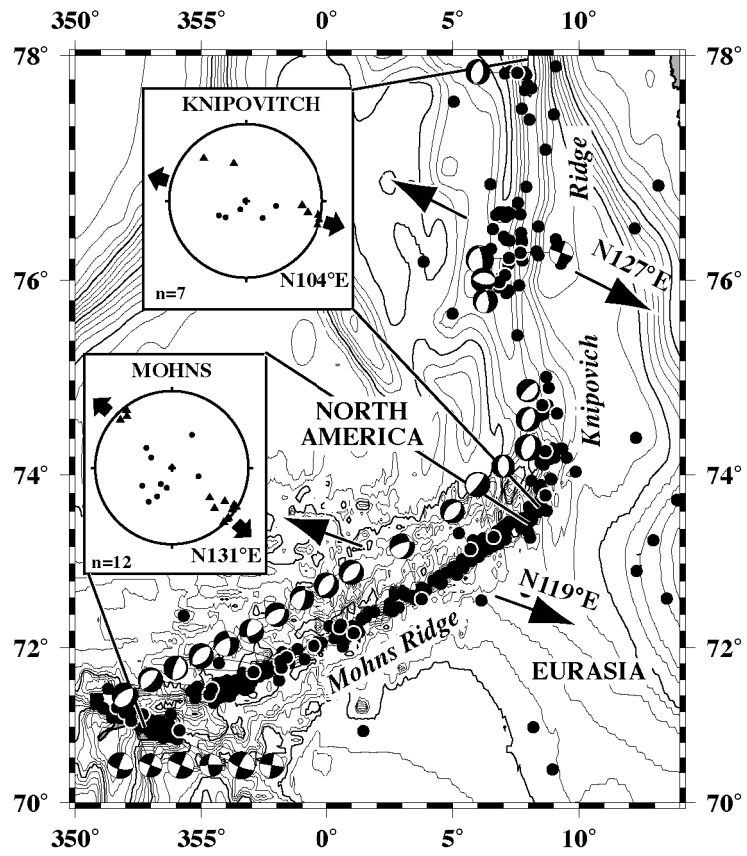 350° 355° 0° 5° 10°
78° 78°
KNIPOVITCH
Ridge
N127°E
N104°E
n=7
76° 76°
Knipovich
MOHNS
NORTH
AMERICA
74° 74°
N131°E
n=12
N119°E
Mohns Ridge
72° 72°
EURASIA
70° 70°
350° 355° 0° 5° 10°